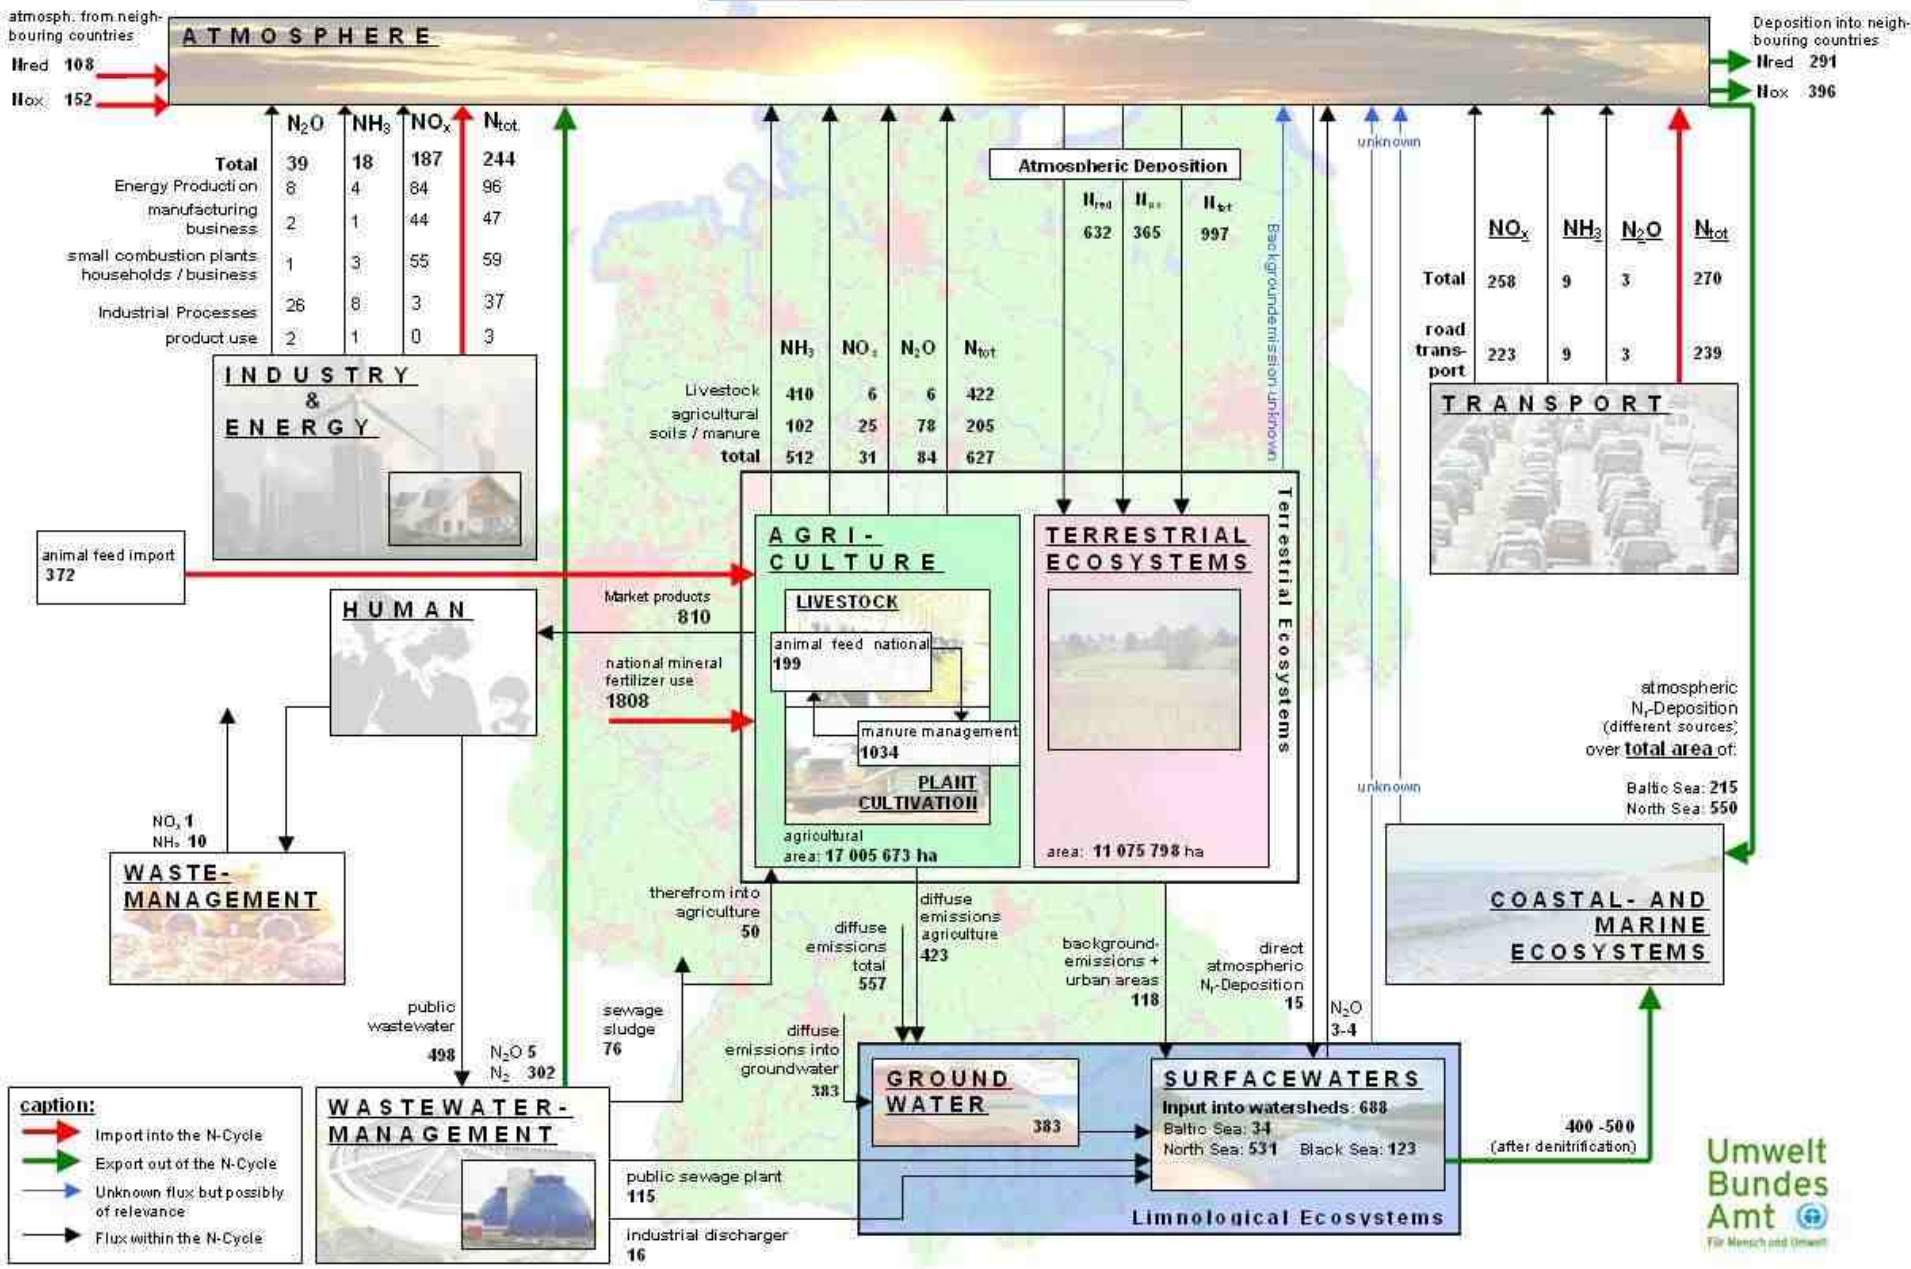 atmosph. from neigh-
bouring countries
Nred 108
Nox 152
ATMOSPHERE
Deposition into neigh-
bouring countries
Nred 291
Nox 396
N₂O NH₃ NOₓ Ntot.
Total 39 18 187 244
Energy Production 8 4 84 96
manufacturing
business 2 1 44 47
small combustion plants
households / business 1 3 55 59
Industrial Processes 26 8 3 37
product use 2 1 0 3
INDUSTRY
&
ENERGY
Atmospheric Deposition
Nred Nox Ntot
632 365 997
Backgroundemission unknown
unknown
NOₓ NH₃ N₂O Ntot
Total 258 9 3 270
road
trans-
port 223 9 3 239
TRANSPORT
NH₃ NOₓ N₂O Ntot
Livestock 410 6 6 422
agricultural
soils / manure 102 25 78 205
total 512 31 84 627
animal feed import
372
HUMAN
Market products
810
national mineral
fertilizer use
1808
AGRI-
CULTURE
LIVESTOCK
animal feed national
199
manure management
1034
PLANT
CULTIVATION
agricultural
area: 17 005 673 ha
TERRESTRIAL
ECOSYSTEMS
area: 11 075 798 ha
Terrestrial Ecosystems
atmospheric
Nᵣ-Deposition
(different sources)
over total area of:
Baltic Sea: 215
North Sea: 550
unknown
COASTAL- AND
MARINE
ECOSYSTEMS
NOₓ 1
NH₃ 10
WASTE-
MANAGEMENT
therefrom into
agriculture
50
diffuse
emissions
total
557
diffuse
emissions
agriculture
423
background-
emissions +
urban areas
118
direct
atmospheric
Nᵣ-Deposition
15
N₂O
3-4
public
wastewater
498
N₂O 5
N₂ 302
sewage
sludge
76
diffuse
emissions into
groundwater
383
GROUND
WATER
383
SURFACEWATERS
Input into watersheds: 688
Baltic Sea: 34
North Sea: 531 Black Sea: 123
Limnological Ecosystems
400 -500
(after denitrification)
caption:
Import into the N-Cycle
Export out of the N-Cycle
Unknown flux but possibly
of relevance
Flux within the N-Cycle
WASTEWATER-
MANAGEMENT
public sewage plant
115
industrial discharger
16
Umwelt
Bundes
Amt
Für Mensch und Umwelt